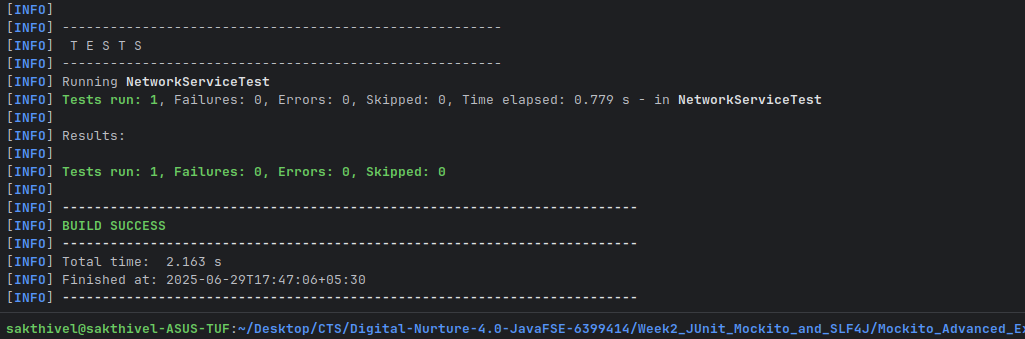 [INFO]
[INFO] -------------------------------------------------------
[INFO]  T E S T S
[INFO] -------------------------------------------------------
[INFO] Running NetworkServiceTest
[INFO] Tests run: 1, Failures: 0, Errors: 0, Skipped: 0, Time elapsed: 0.779 s - in NetworkServiceTest
[INFO]
[INFO] Results:
[INFO]
[INFO] Tests run: 1, Failures: 0, Errors: 0, Skipped: 0
[INFO]
[INFO] ------------------------------------------------------------------------
[INFO] BUILD SUCCESS
[INFO] ------------------------------------------------------------------------
[INFO] Total time:  2.163 s
[INFO] Finished at: 2025-06-29T17:47:06+05:30
[INFO] ------------------------------------------------------------------------
sakthivel@sakthivel-ASUS-TUF:~/Desktop/CTS/Digital-Nurture-4.0-JavaFSE-6399414/Week2_JUnit_Mockito_and_SLF4J/Mockito_Advanced_Ex